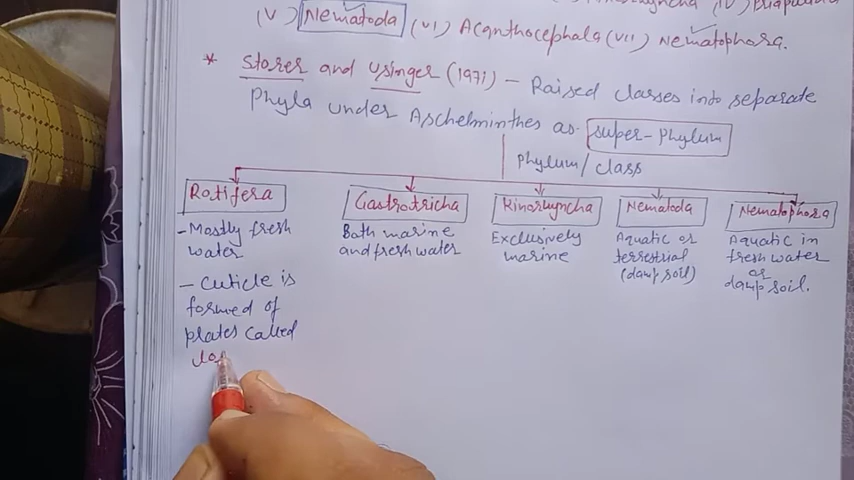 (V) Nematoda (VI) Acanthocephala (VII) Nematophora.
* Storer and Usinger (1971) – Raised classes into separate
Phyla under Aschelminthes as super-phylum
Phylum/class
Rotifera
– Mostly fresh
water
– Cuticle is
formed of
plates called
Gastrotricha
Both marine
and fresh water
Kinorhyncha
Exclusively
marine
Nematoda
Aquatic or
terrestrial
(damp soil)
Nematophora
Aquatic in
fresh water
or
damp soil.